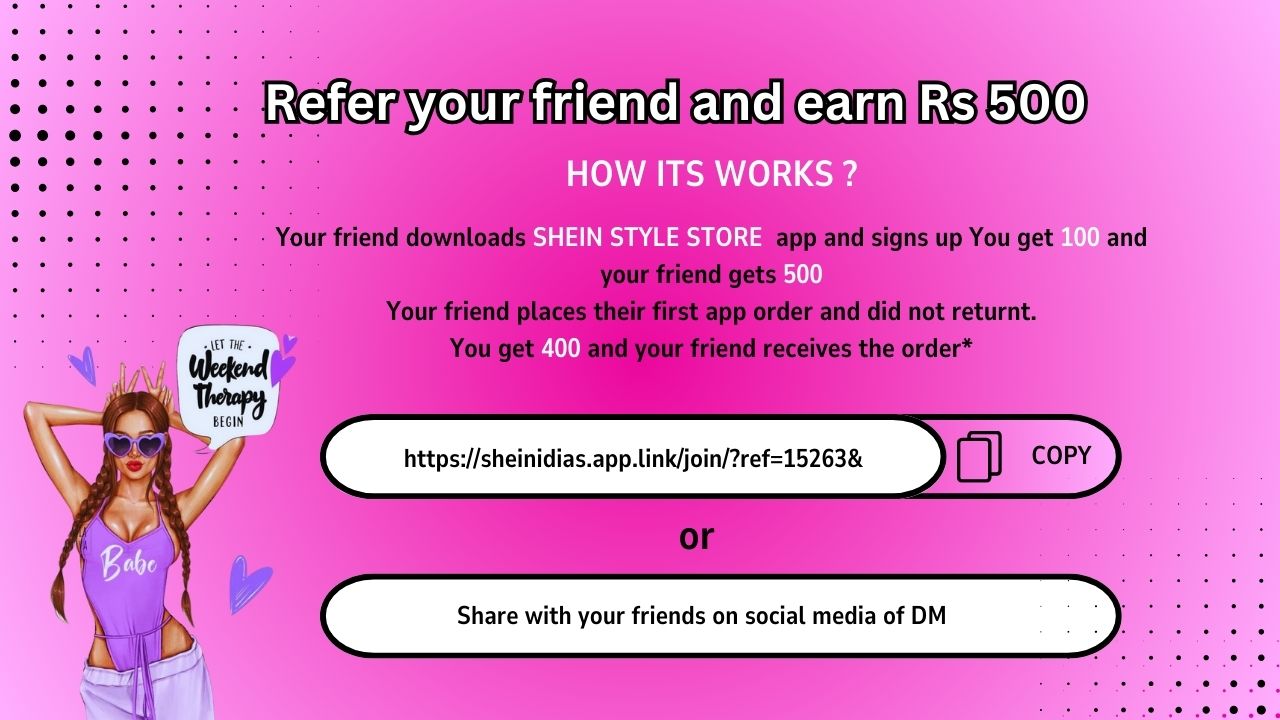 Refer your friend and earn Rs 500
HOW ITS WORKS ?
Your friend downloads SHEIN STYLE STORE app and signs up You get 100 and
your friend gets 500
Your friend places their first app order and did not returnt.
You get 400 and your friend receives the order*
LET THE
Weekend
Therapy
BEGIN
https://sheinidias.app.link/join/?ref=15263&
COPY
or
Babe
Share with your friends on social media of DM